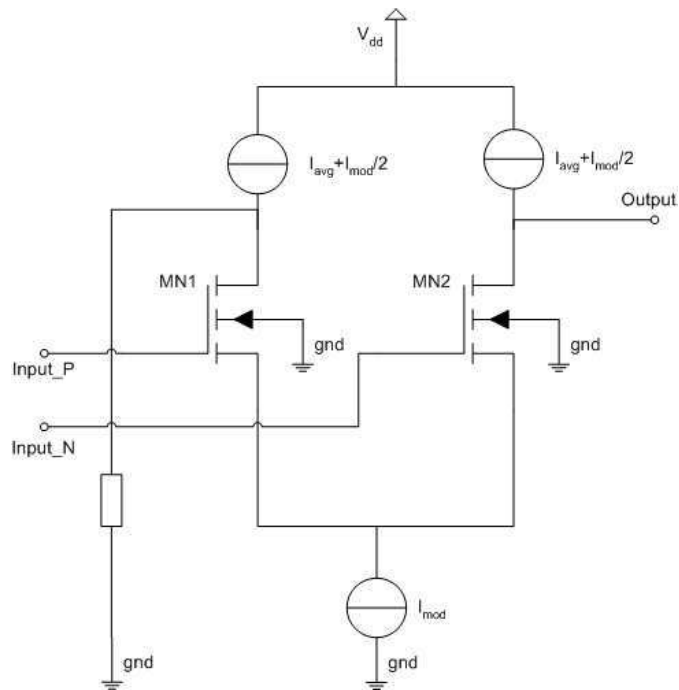 Vdd
Iavg+Imod/2
Iavg+Imod/2
Output
MN1
MN2
gnd
gnd
Input_P
Input_N
Imod
gnd
gnd